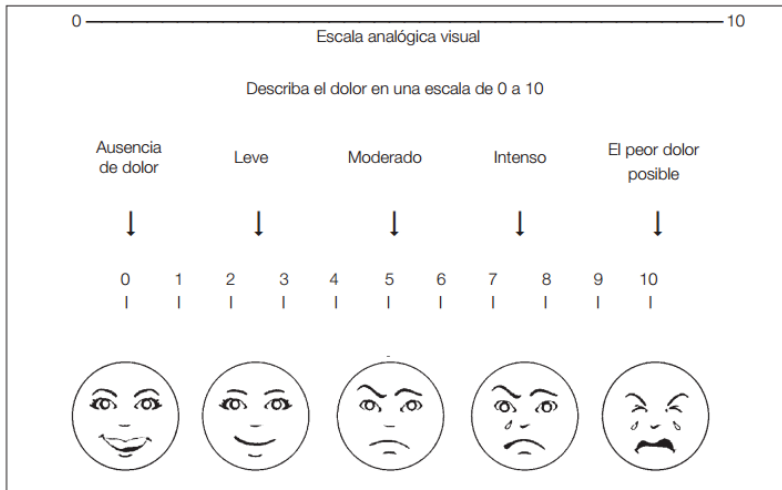 0 10
Escala analógica visual
Describa el dolor en una escala de 0 a 10
Ausencia
de dolor
Leve
Moderado
Intenso
El peor dolor
posible
0 1 2 3 4 5 6 7 8 9 10